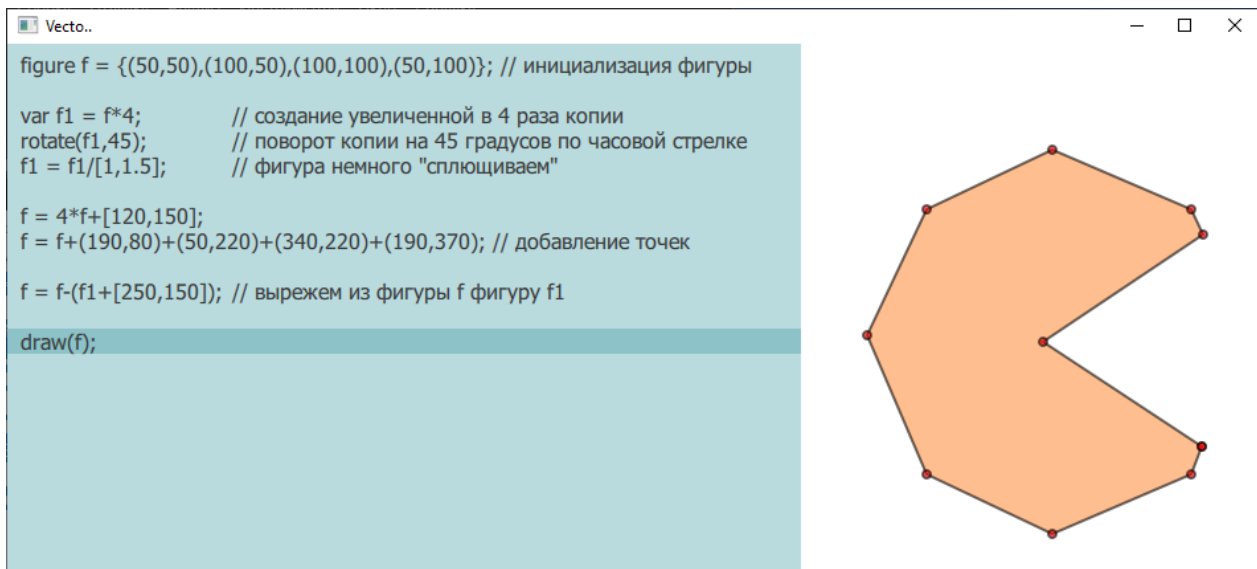 Vecto..
figure f = {(50,50),(100,50),(100,100),(50,100)}; // инициализация фигуры
var f1 = f*4; // создание увеличенной в 4 раза копии
rotate(f1,45); // поворот копии на 45 градусов по часовой стрелке
f1 = f1/[1,1.5]; // фигура немного "сплющиваем"
f = 4*f+[120,150];
f = f+(190,80)+(50,220)+(340,220)+(190,370); // добавление точек
f = f-(f1+[250,150]); // вырежем из фигуры f фигуру f1
draw(f);